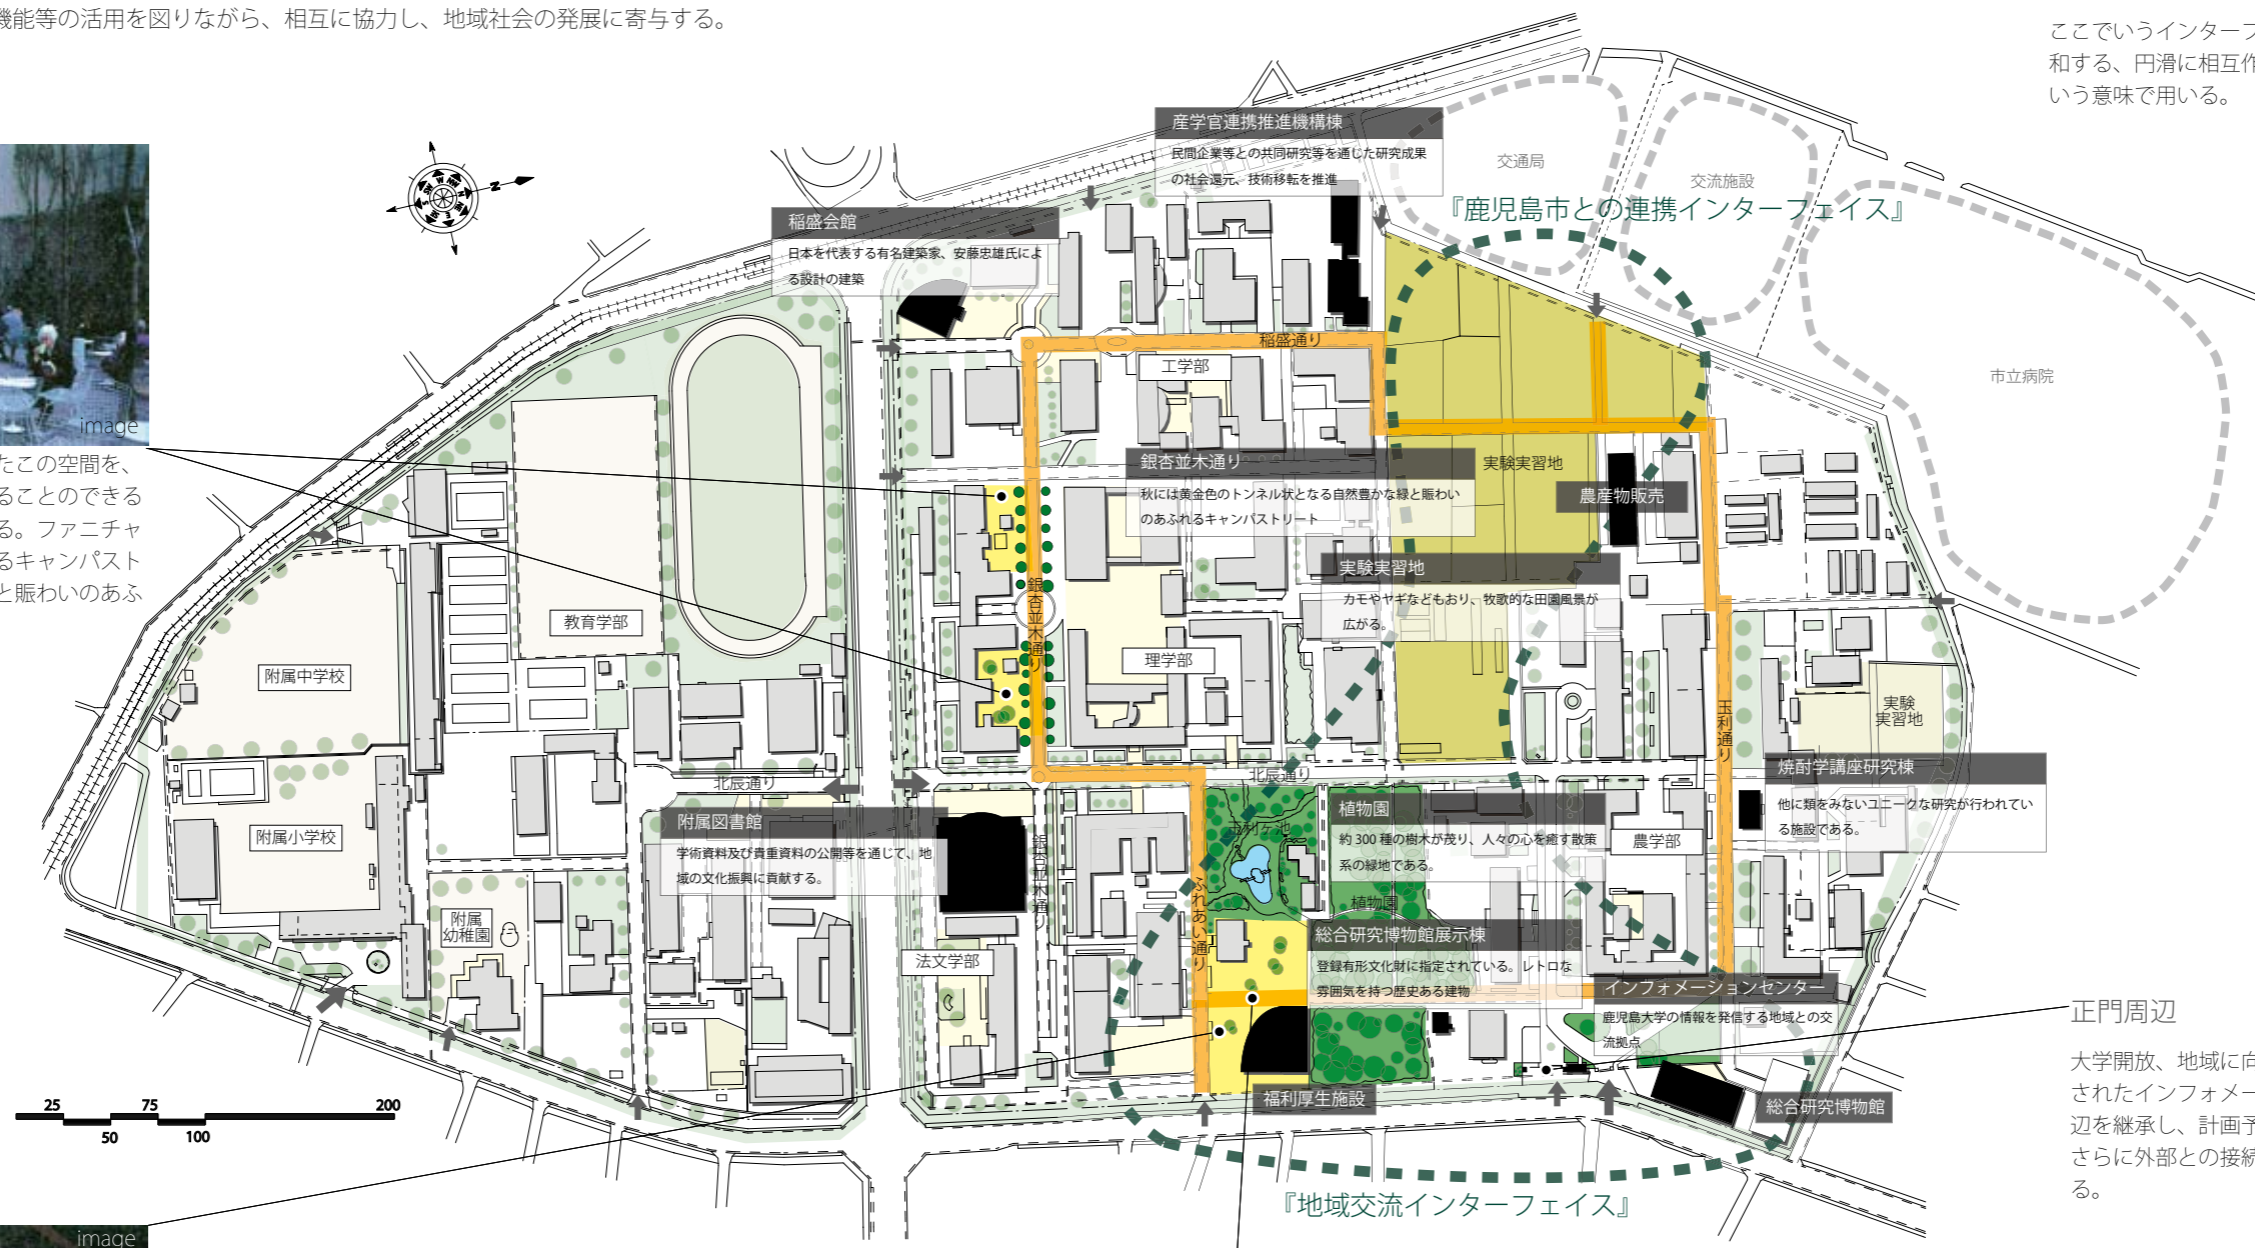 機能等の活用を図りながら、相互に協力し、地域社会の発展に寄与する。
ここでいうインターフ
和する、円滑に相互作
いう意味で用いる。
image
たこの空間を、
ることのできる
る。ファニチャ
るキャンパスト
と賑わいのあふ
N
産学官連携推進機構棟
民間企業等との共同研究等を通じた研究成果
の社会還元、技術移転を推進
交通局
交流施設
『鹿児島市との連携インターフェイス』
市立病院
稲盛会館
日本を代表する有名建築家、安藤忠雄氏によ
る設計の建築
稲盛通り
工学部
銀杏並木通り
秋には黄金色のトンネル状となる自然豊かな緑と賑わい
のあふれるキャンパストリート
実験実習地
農産物販売
実験実習地
カモやヤギなどもおり、牧歌的な田園風景が
広がる。
銀杏並木通り
教育学部
附属中学校
理学部
実験
実習地
玉利通り
北辰通り
北辰通り
焼酎学講座研究棟
他に類をみないユニークな研究が行われてい
る施設である。
附属小学校
附属図書館
学術資料及び貴重資料の公開等を通じて、地
域の文化振興に貢献する。
銀杏並木通り
玉利ヶ池
植物園
約 300 種の樹木が茂り、人々の心を癒す散策
系の緑地である。
農学部
附属
幼稚園
法文学部
ふれあい通り
植物園
総合研究博物館展示棟
登録有形文化財に指定されている。レトロな
雰囲気を持つ歴史ある建物
インフォメーションセンター
鹿児島大学の情報を発信する地域との交
流拠点
正門周辺
大学開放、地域に向
されたインフォメー
辺を継承し、計画予
さらに外部との接続
る。
福利厚生施設
総合研究博物館
25
75
200
50
100
『地域交流インターフェイス』
image